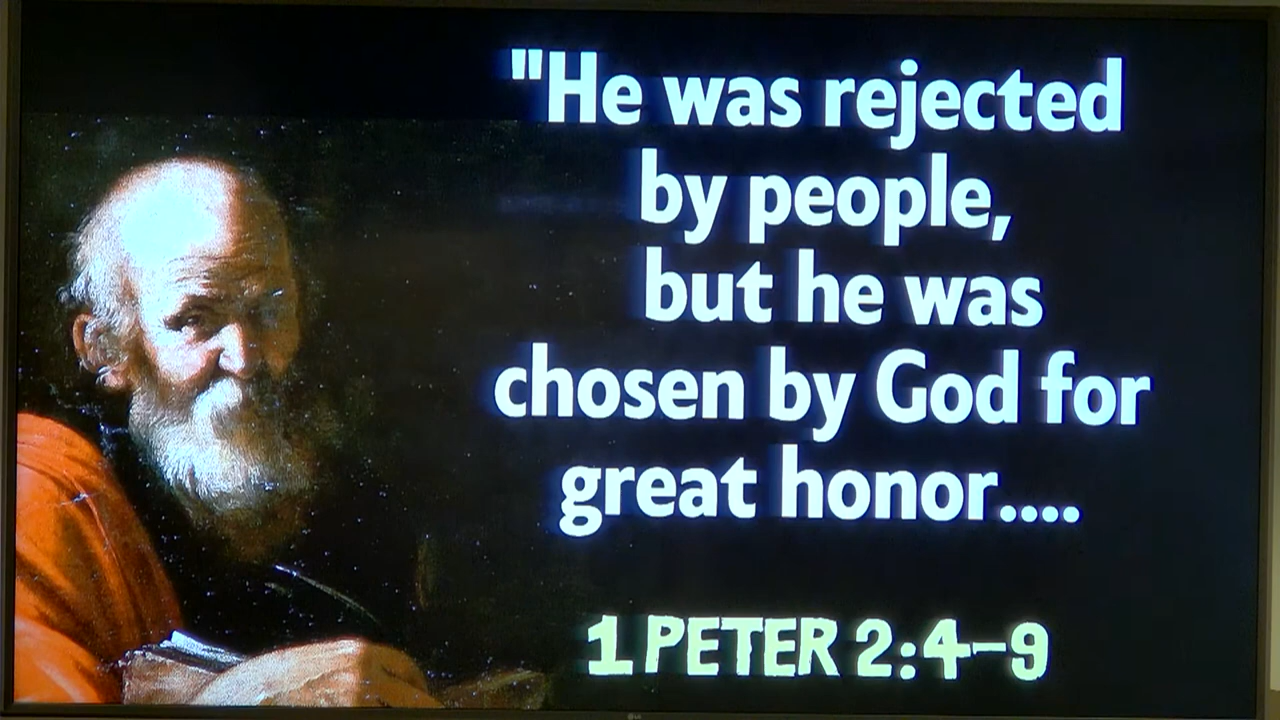 "He was rejected
by people,
but he was
chosen by God for
great honor....
1 PETER 2:4–9